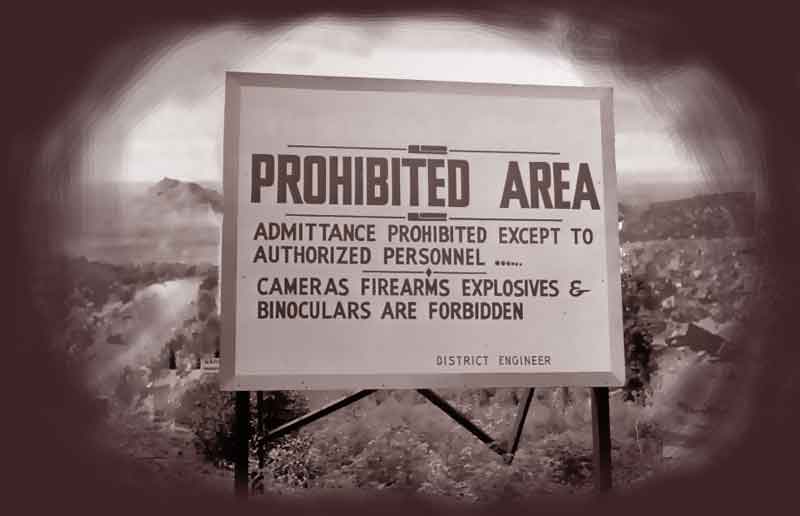 PROHIBITED AREA
ADMITTANCE PROHIBITED EXCEPT TO
AUTHORIZED PERSONNEL ......
CAMERAS FIREARMS EXPLOSIVES &
BINOCULARS ARE FORBIDDEN
DISTRICT ENGINEER